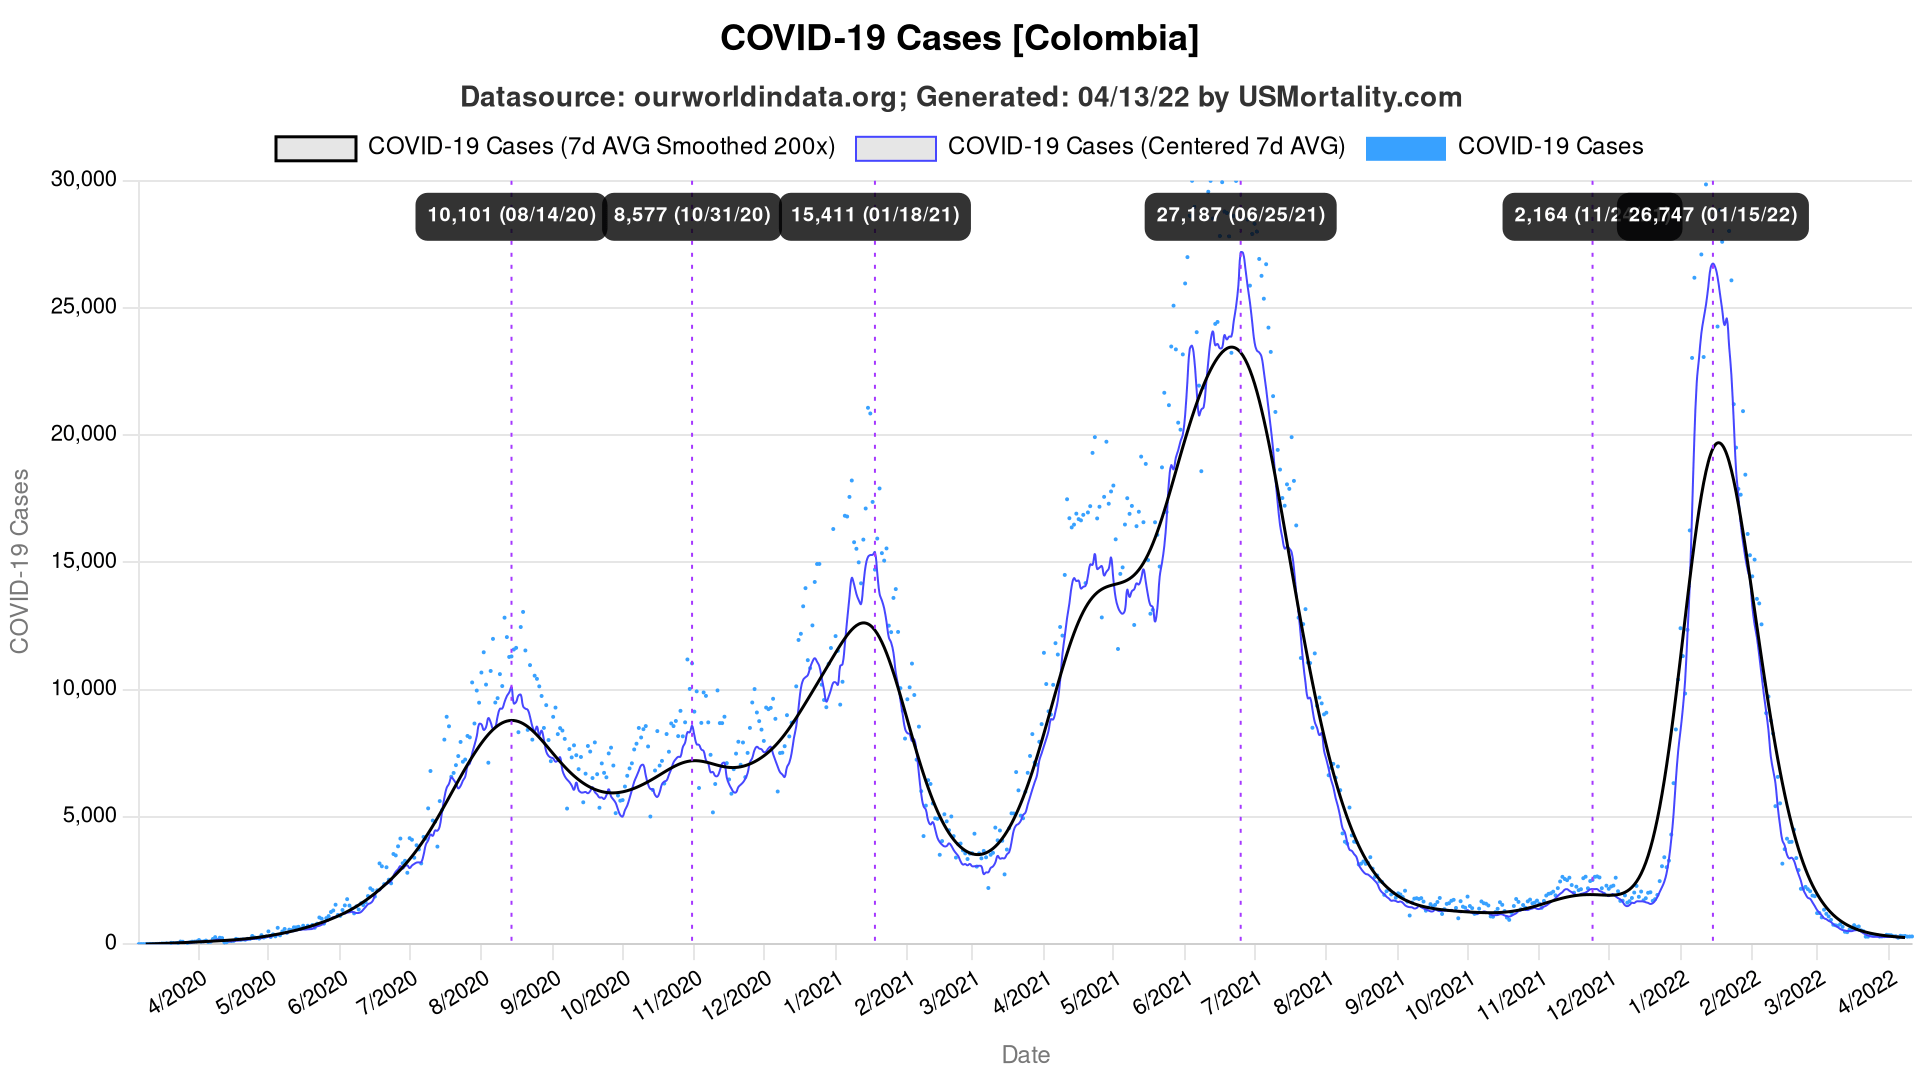 COVID-19 Cases [Colombia]
Datasource: ourworldindata.org; Generated: 04/13/22 by USMortality.com
COVID-19 Cases (7d AVG Smoothed 200x) COVID-19 Cases (Centered 7d AVG) COVID-19 Cases
10,101 (08/14/20) 8,577 (10/31/20) 15,411 (01/18/21) 27,187 (06/25/21) 2,164 (11/2 26,747 (01/15/22)
30,000
25,000
20,000
15,000
10,000
5,000
0
COVID-19 Cases
4/2020 5/2020 6/2020 7/2020 8/2020 9/2020 10/2020 11/2020 12/2020 1/2021 2/2021 3/2021 4/2021 5/2021 6/2021 7/2021 8/2021 9/2021 10/2021 11/2021 12/2021 1/2022 2/2022 3/2022 4/2022
Date